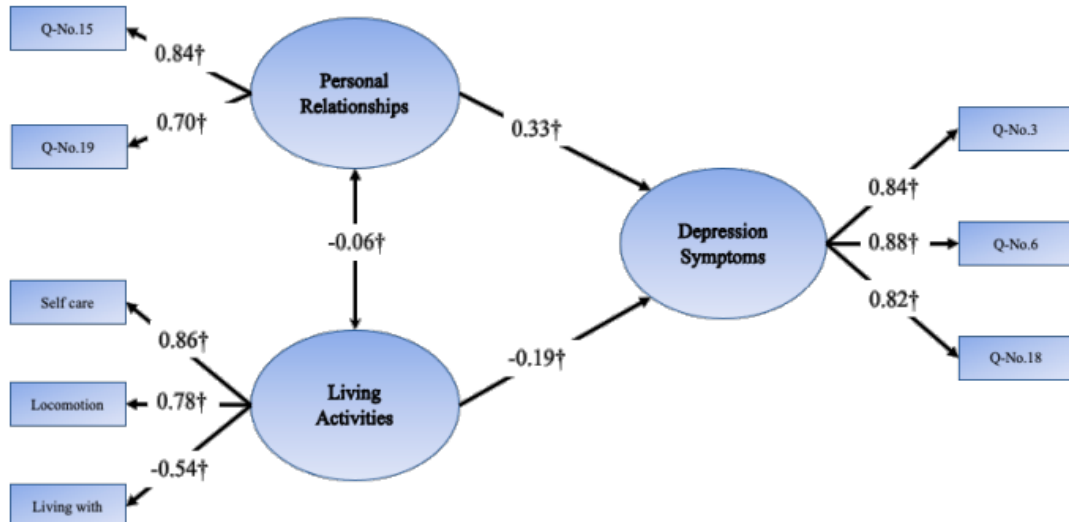 Q-No.15
0.84†
Personal
Relationships
0.70†
Q-No.19
0.33†
Q-No.3
0.84†
-0.06†
Depression
Symptoms
0.88†
Q-No.6
Self care
0.82†
0.86†
-0.19†
Q-No.18
Living
Activities
Locomotion
0.78†
-0.54†
Living with